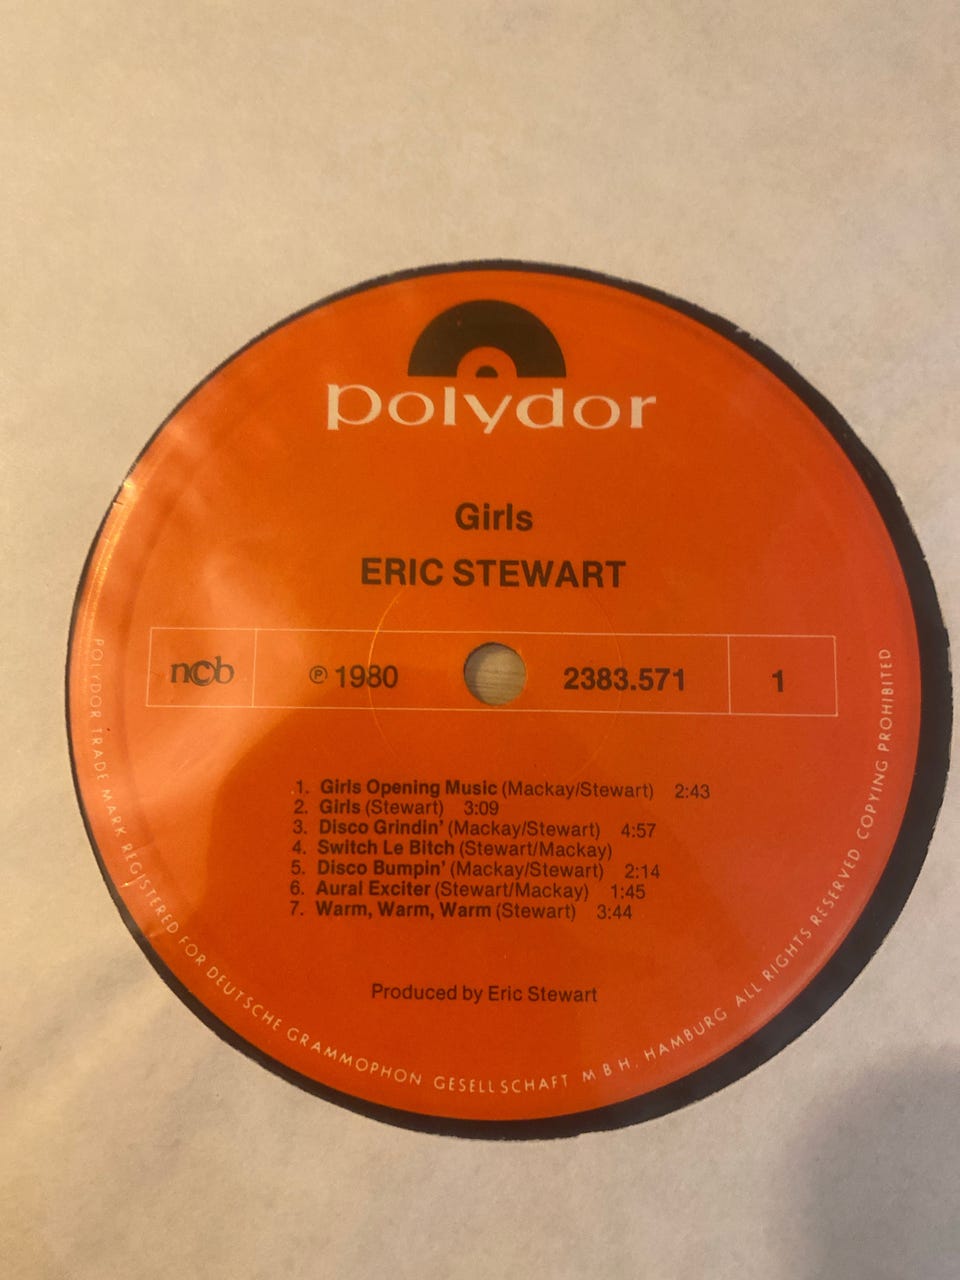 polydor
Girls
ERIC STEWART
ncb ℗ 1980 2383.571 1
1. Girls Opening Music (Mackay/Stewart) 2:43
2. Girls (Stewart) 3:09
3. Disco Grindin' (Mackay/Stewart) 4:57
4. Switch Le Bitch (Stewart/Mackay)
5. Disco Bumpin' (Mackay/Stewart) 2:14
6. Aural Exciter (Stewart/Mackay) 1:45
7. Warm, Warm, Warm (Stewart) 3:44
Produced by Eric Stewart
POLYDOR TRADE MARK REGISTERED FOR DEUTSCHE GRAMMOPHON GESELLSCHAFT M B H. HAMBURG ALL RIGHTS RESERVED COPYING PROHIBITED